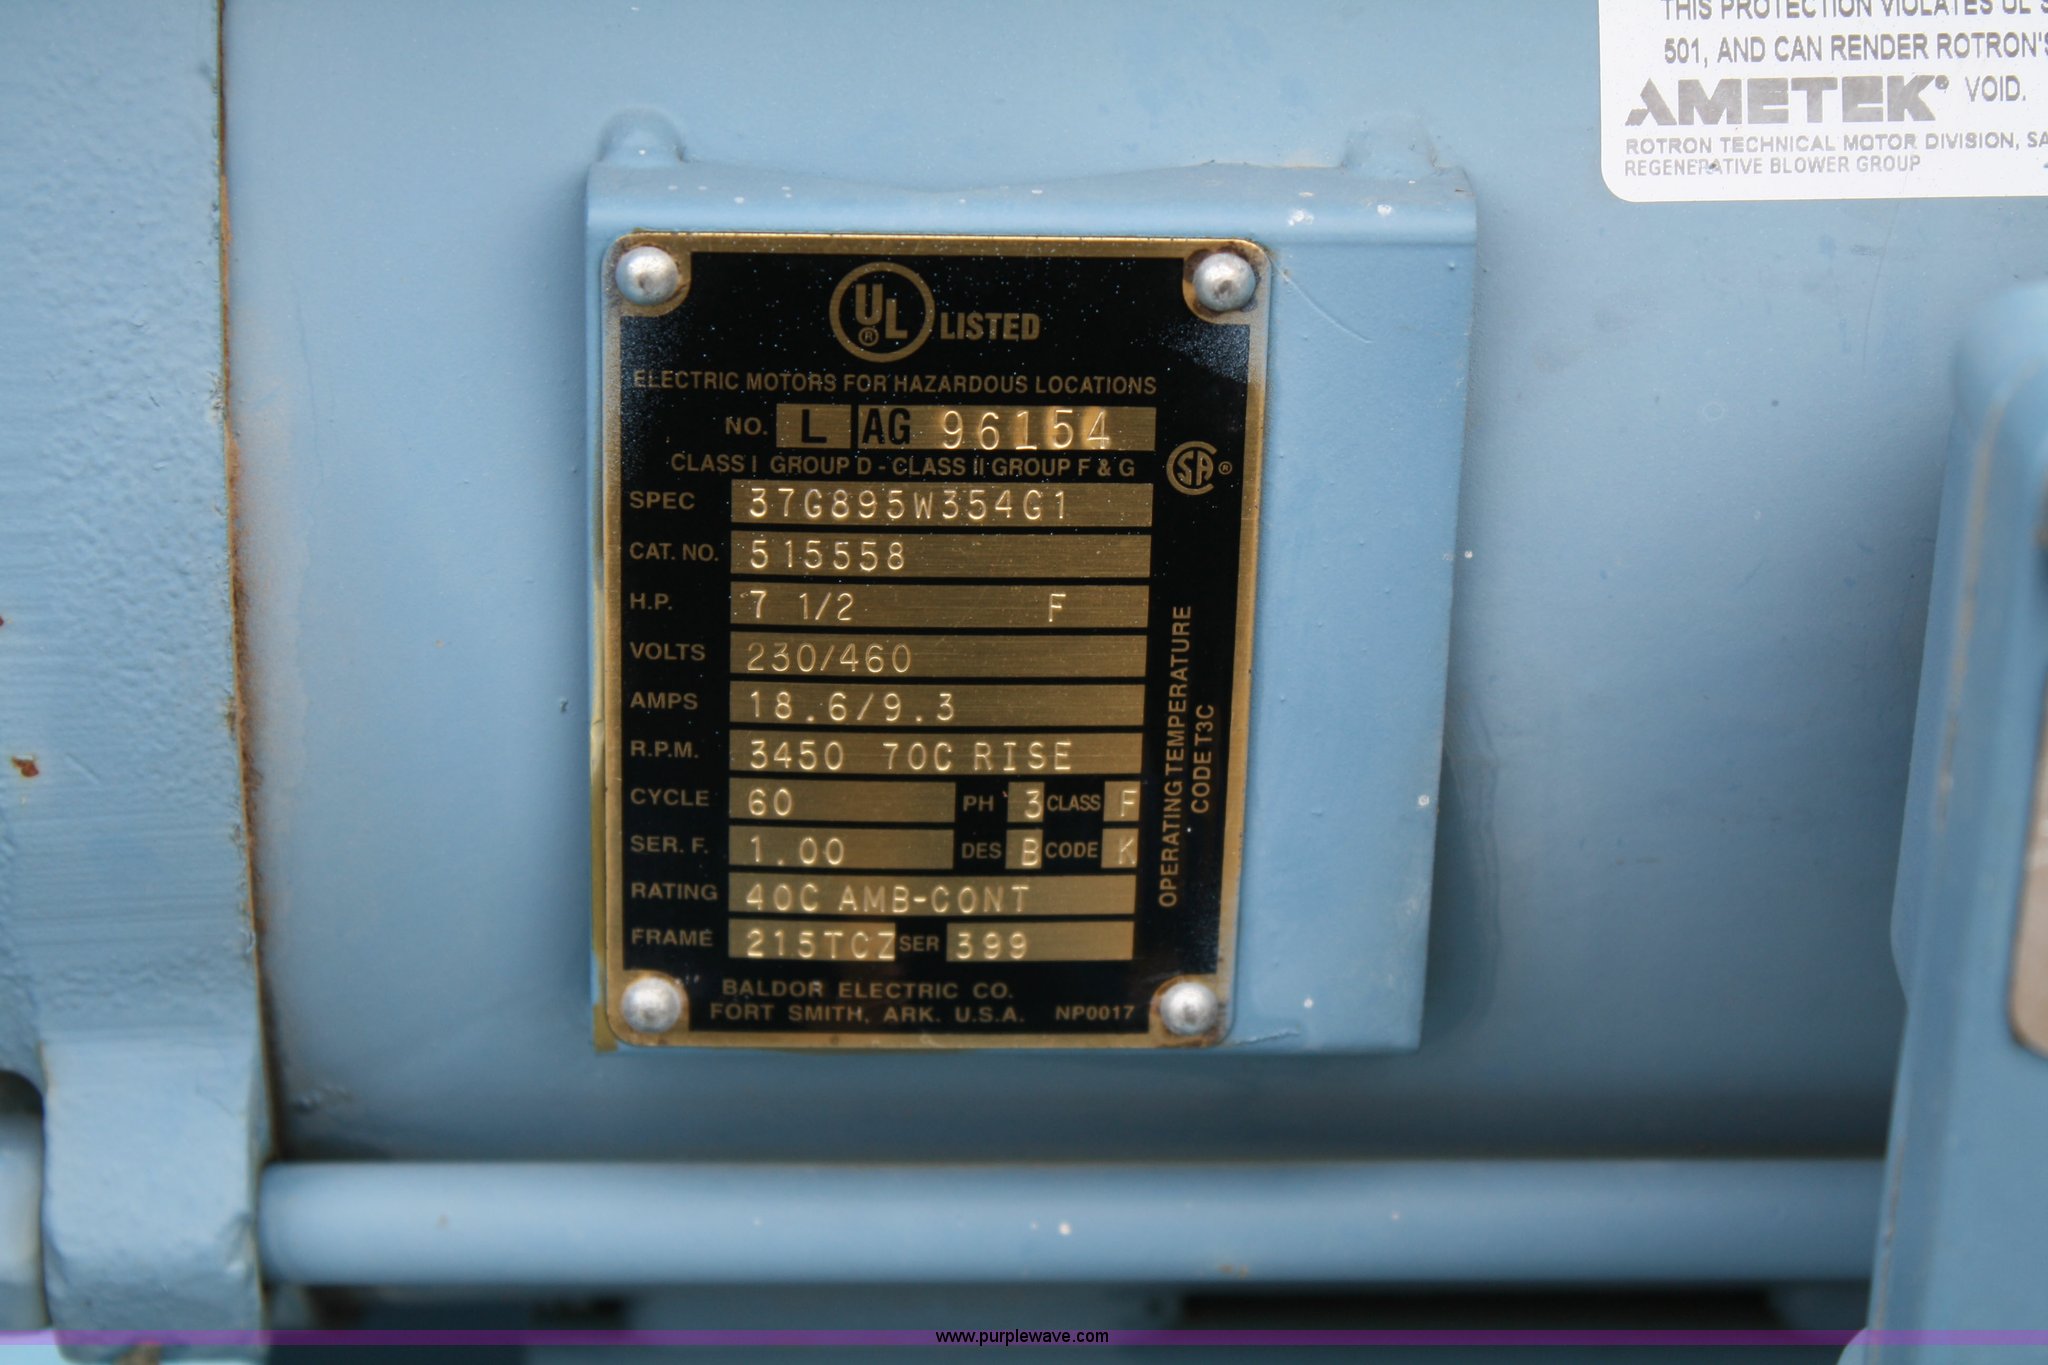 THIS PROTECTION VIOLATES UL
501, AND CAN RENDER ROTRON'S
AMETEK® VOID.
ROTRON TECHNICAL MOTOR DIVISION,
REGENERATIVE BLOWER GROUP
UL® LISTED
ELECTRIC MOTORS FOR HAZARDOUS LOCATIONS
NO. L AG 96154
CLASS I GROUP D - CLASS II GROUP F & G
SA®
SPEC 37G895W354G1
CAT. NO. 515558
H.P. 7 1/2 F
VOLTS 230/460
AMPS 18.6/9.3
R.P.M. 3450 70C RISE
CYCLE 60 PH 3 CLASS F
SER. F. 1.00 DES B CODE K
RATING 40C AMB-CONT
FRAME 215TCZ SER 399
OPERATING TEMPERATURE
CODE T3C
BALDOR ELECTRIC CO.
FORT SMITH, ARK. U.S.A. NP0017
www.purplewave.com